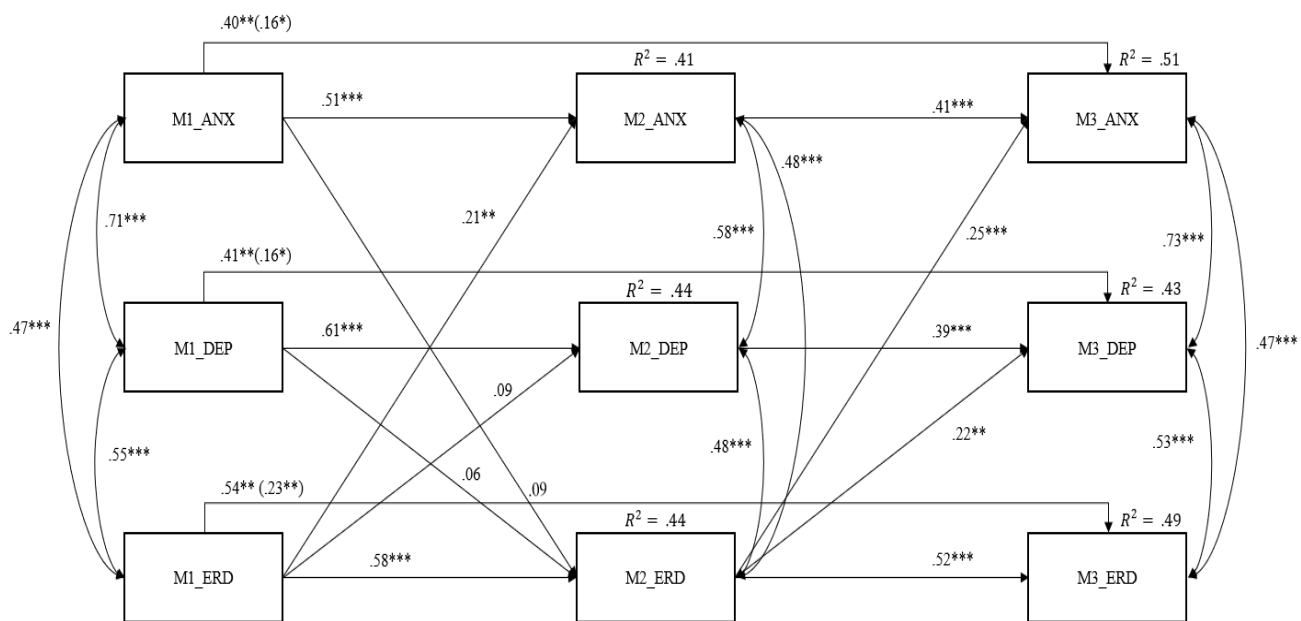 .40**(.16*)
R² = .41
R² = .51
M1_ANX
.51***
M2_ANX
.41***
M3_ANX
.48***
.71***
.21**
.58***
.25***
.73***
.41**(.16*)
R² = .44
R² = .43
.47***
M1_DEP
.61***
M2_DEP
.39***
M3_DEP
.47***
.09
.55***
.06
.48***
.22**
.53***
.09
.54** (.23**)
R² = .44
R² = .49
M1_ERD
.58***
M2_ERD
.52***
M3_ERD